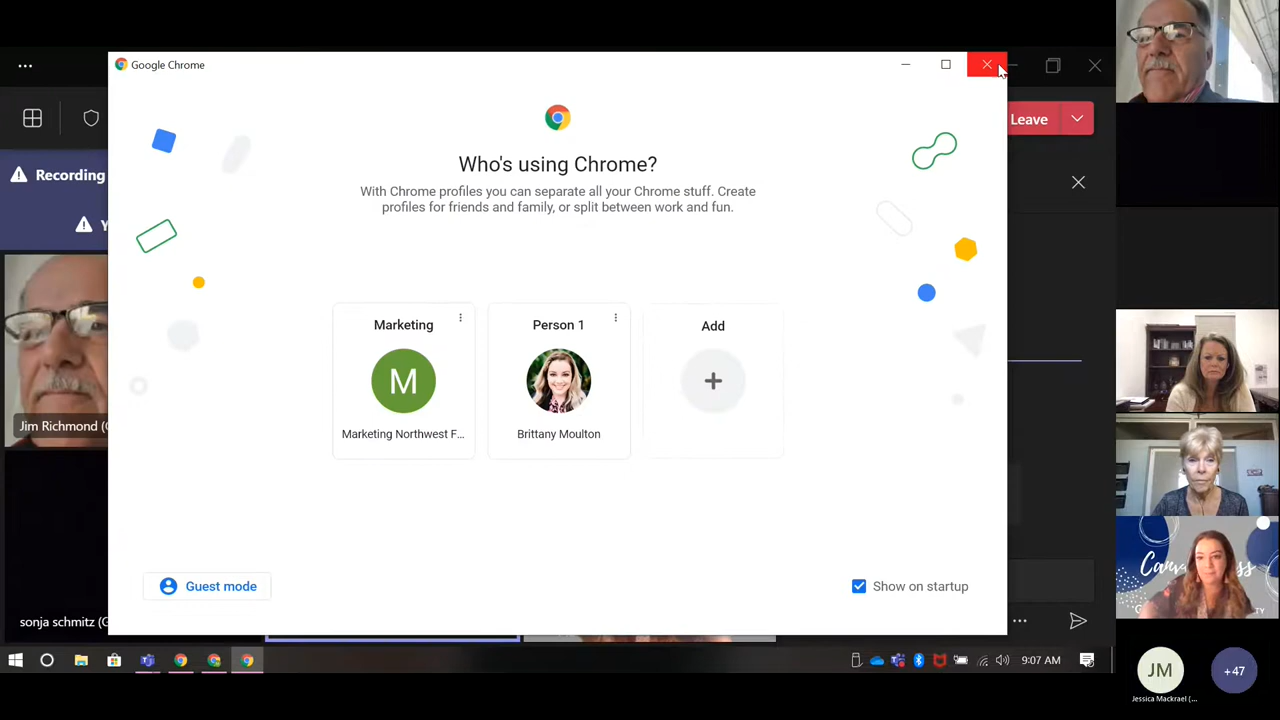 Google Chrome
Leave
Recording
Y
Who's using Chrome?
With Chrome profiles you can separate all your Chrome stuff. Create
profiles for friends and family, or split between work and fun.
Marketing
Person 1
Add
M
Marketing Northwest F...
Brittany Moulton
Jim Richmond (
Guest mode
Show on startup
sonja schmitz (G
9:07 AM
JM
+47
Jessica Mackrael (...